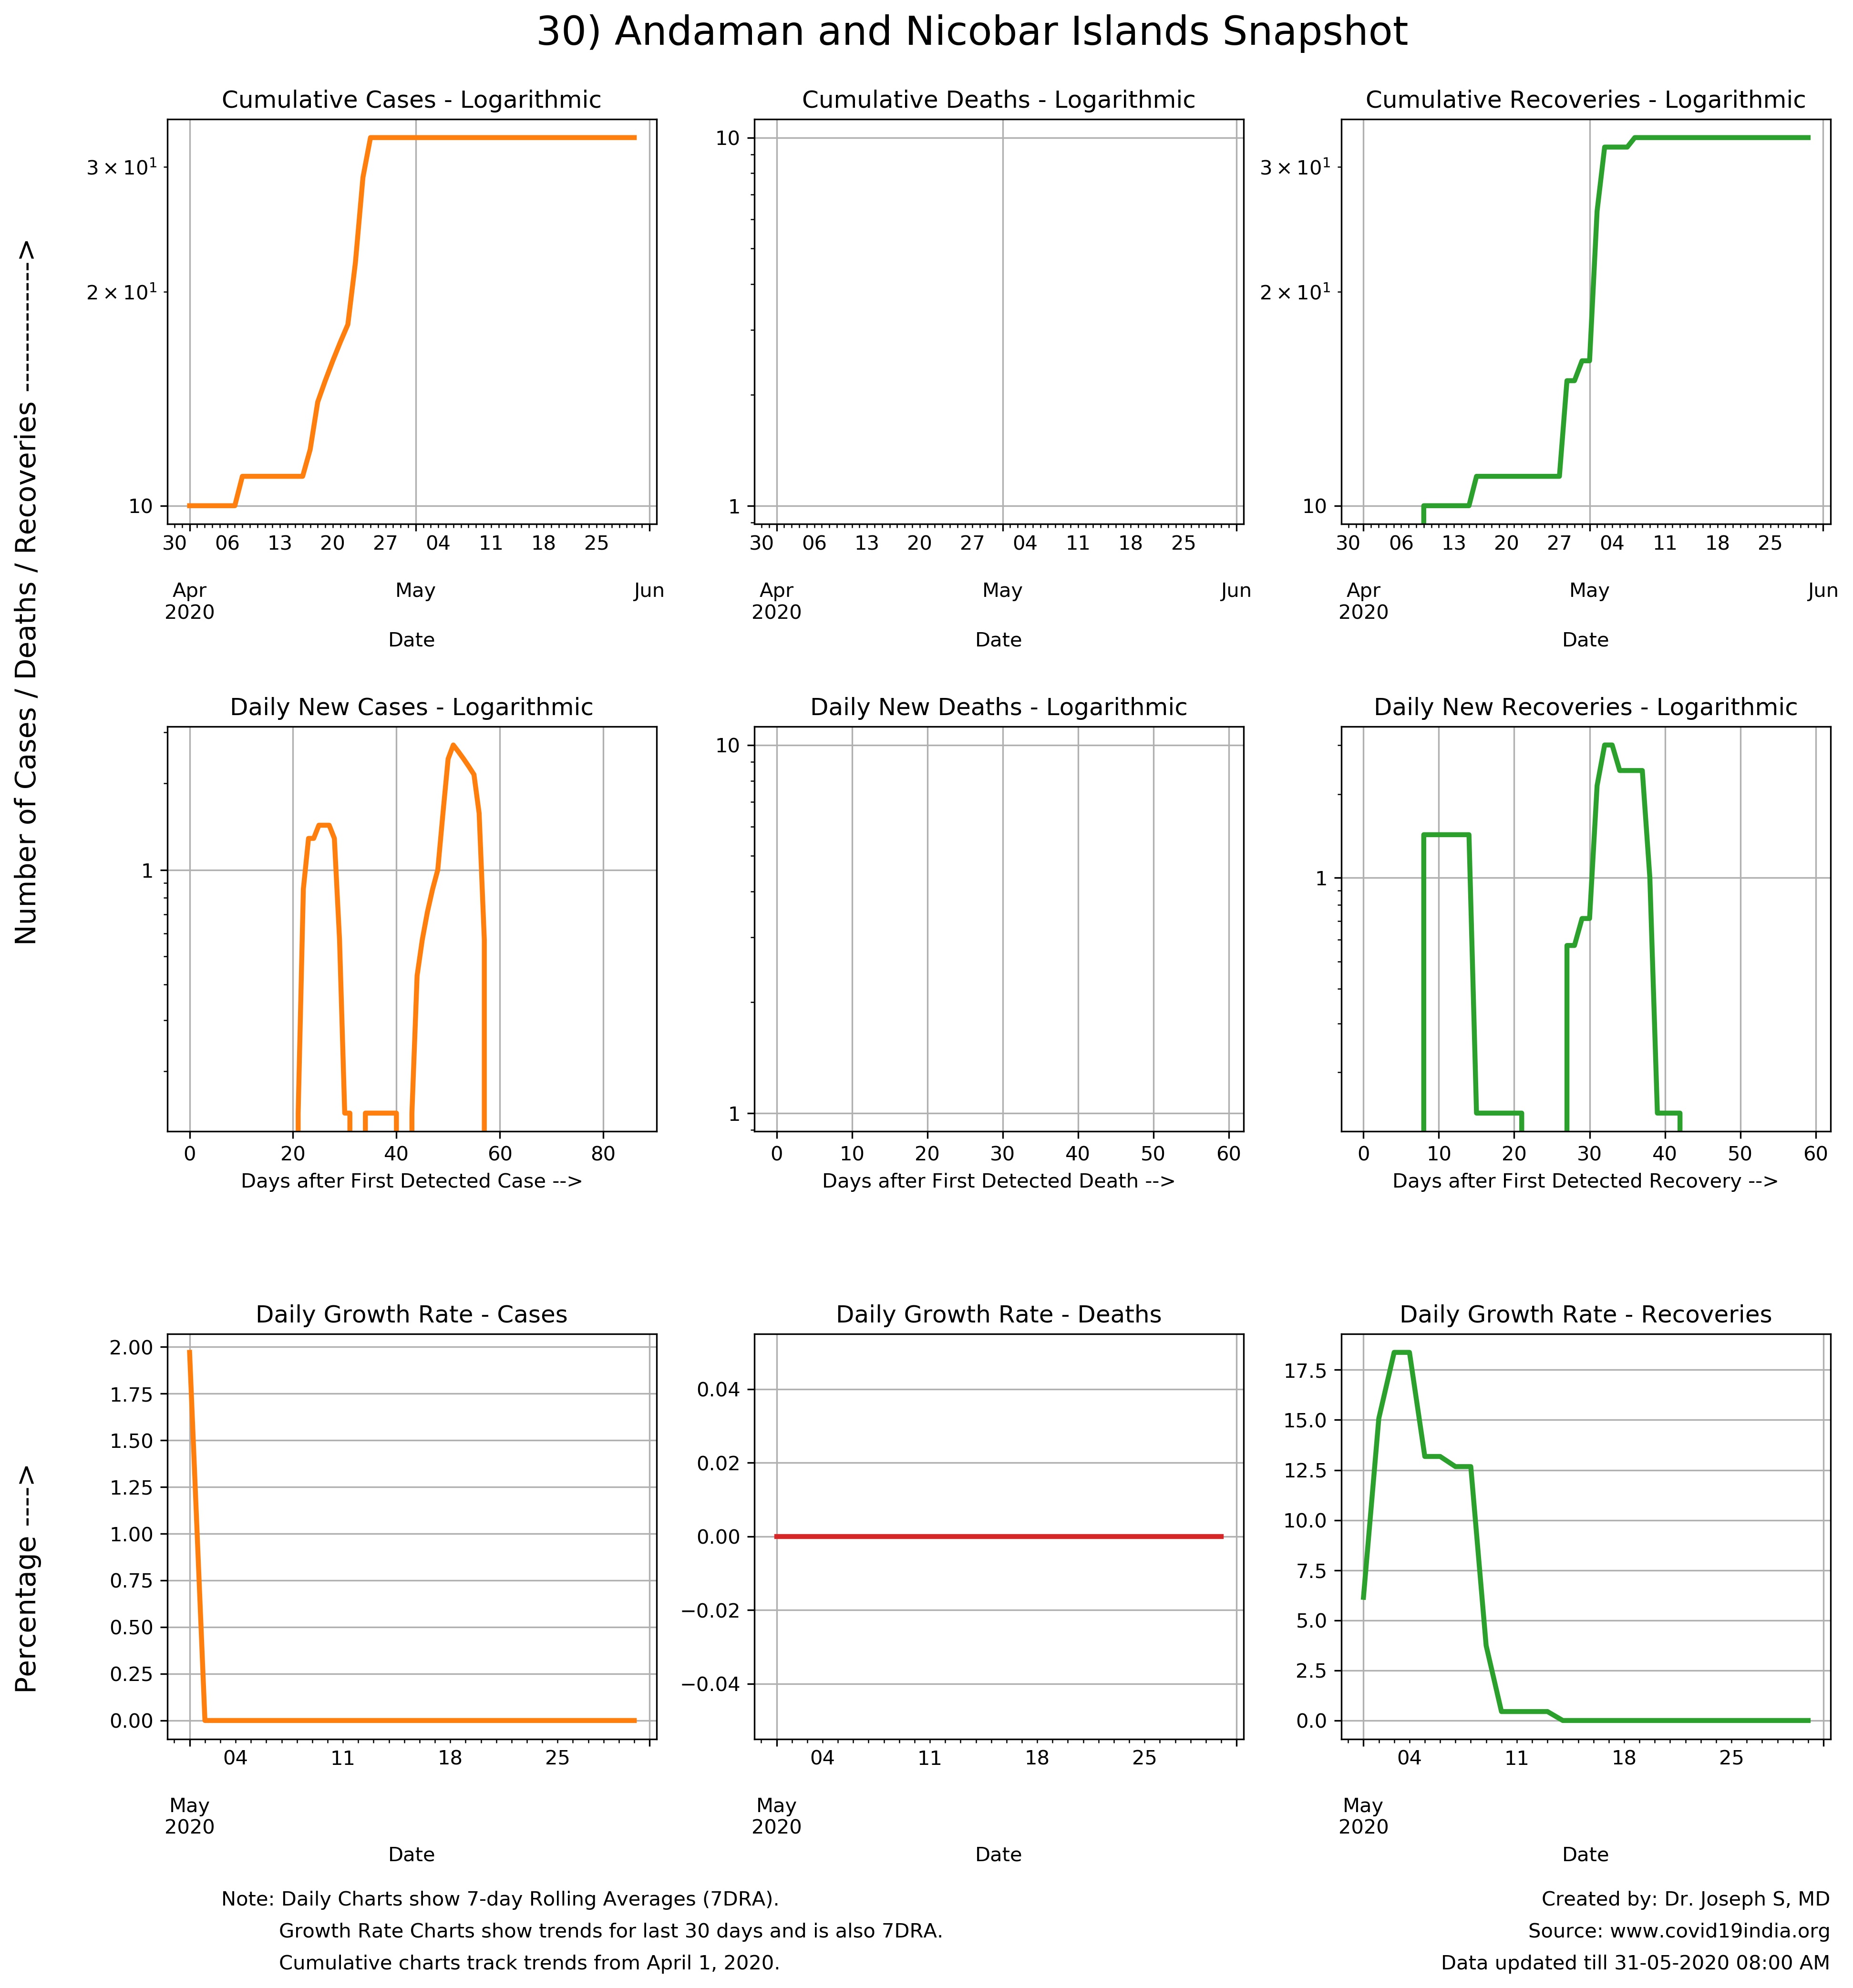 30) Andaman and Nicobar Islands Snapshot
Number of Cases / Deaths / Recoveries --------------->
Percentage ---->
Cumulative Cases - Logarithmic
3 × 10¹
2 × 10¹
10
30 06 13 20 27 04 11 18 25
Apr May Jun
2020
Date
Cumulative Deaths - Logarithmic
10
1
30 06 13 20 27 04 11 18 25
Apr May Jun
2020
Date
Cumulative Recoveries - Logarithmic
3 × 10¹
2 × 10¹
10
30 06 13 20 27 04 11 18 25
Apr May Jun
2020
Date
Daily New Cases - Logarithmic
1
0 20 40 60 80
Days after First Detected Case -->
Daily New Deaths - Logarithmic
10
1
0 10 20 30 40 50 60
Days after First Detected Death -->
Daily New Recoveries - Logarithmic
1
0 10 20 30 40 50 60
Days after First Detected Recovery -->
Daily Growth Rate - Cases
2.00
1.75
1.50
1.25
1.00
0.75
0.50
0.25
0.00
04 11 18 25
May
2020
Date
Daily Growth Rate - Deaths
0.04
0.02
0.00
−0.02
−0.04
04 11 18 25
May
2020
Date
Daily Growth Rate - Recoveries
17.5
15.0
12.5
10.0
7.5
5.0
2.5
0.0
04 11 18 25
May
2020
Date
Note: Daily Charts show 7-day Rolling Averages (7DRA).
Growth Rate Charts show trends for last 30 days and is also 7DRA.
Cumulative charts track trends from April 1, 2020.
Created by: Dr. Joseph S, MD
Source: www.covid19india.org
Data updated till 31-05-2020 08:00 AM